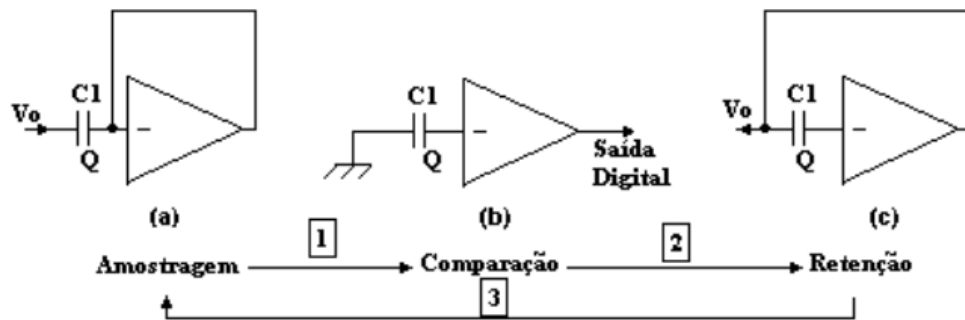 C1
Vo
Q
C1
Q
Saída
Digital
C1
Vo
Q
(a)
(b)
(c)
1
2
Amostragem
Comparação
Retenção
3